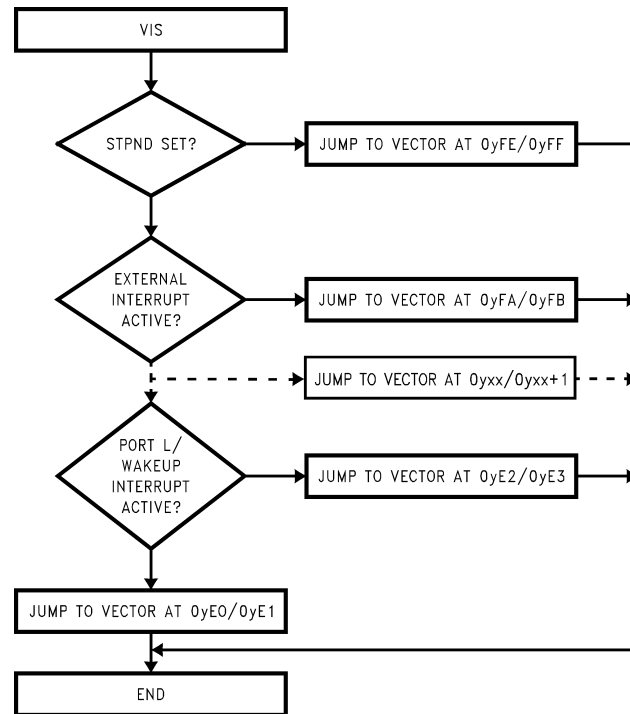 VIS
STPND SET?
JUMP TO VECTOR AT 0yFE/0yFF
EXTERNAL
INTERRUPT
ACTIVE?
JUMP TO VECTOR AT 0yFA/0yFB
JUMP TO VECTOR AT 0yxx/0yxx+1
PORT L/
WAKEUP
INTERRUPT
ACTIVE?
JUMP TO VECTOR AT 0yE2/0yE3
JUMP TO VECTOR AT 0yE0/0yE1
END